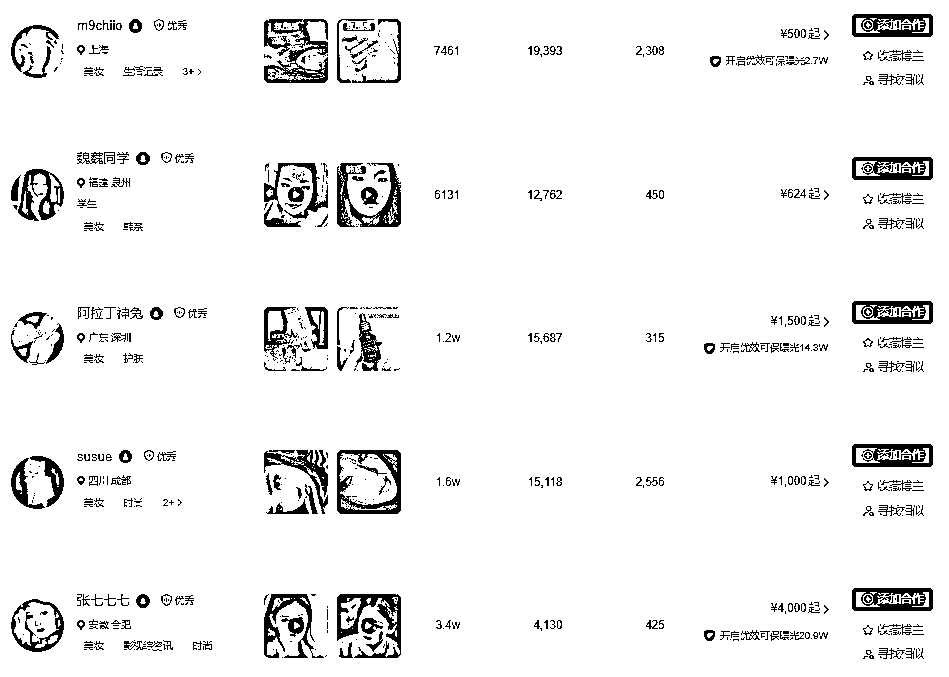 m9chiio 优秀
上海
美妆 生活记录 3+ >
7461 19,393 2,308 ¥500起 >
开启优效可保曝光2.7W
添加合作
收藏博主
寻找相似
魏巍同学 优秀
福建 泉州
学生
美妆 韩系
6131 12,762 450 ¥624起 >
添加合作
收藏博主
寻找相似
阿拉丁神兔 优秀
广东 深圳
美妆 护肤
1.2w 15,687 315 ¥1,500起 >
开启优效可保曝光14.3W
添加合作
收藏博主
寻找相似
susue 优秀
四川 成都
美妆 时尚 2+ >
1.6w 15,118 2,556 ¥1,000起 >
添加合作
收藏博主
寻找相似
张七七七 优秀
安徽 合肥
美妆 影视综资讯 时尚
3.4w 4,130 425 ¥4,000起 >
开启优效可保曝光20.9W
添加合作
收藏博主
寻找相似